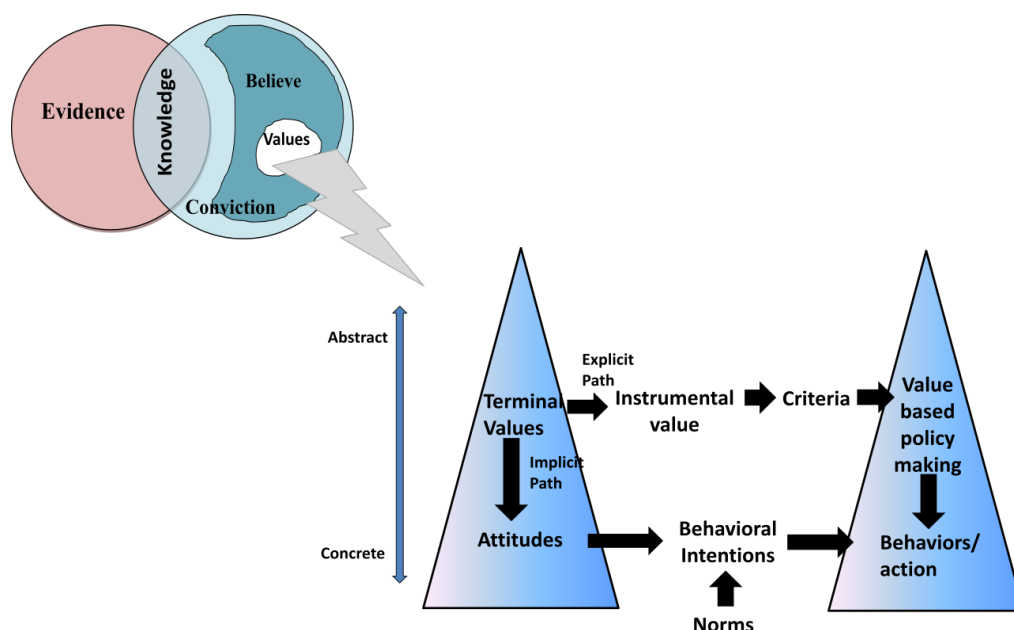 Evidence
Knowledge
Believe
Values
Conviction
Abstract
Concrete
Terminal
Values
Explicit
Path
Instrumental
value
Criteria
Value
based
policy
making
Implicit
Path
Attitudes
Behavioral
Intentions
Behaviors/
action
Norms